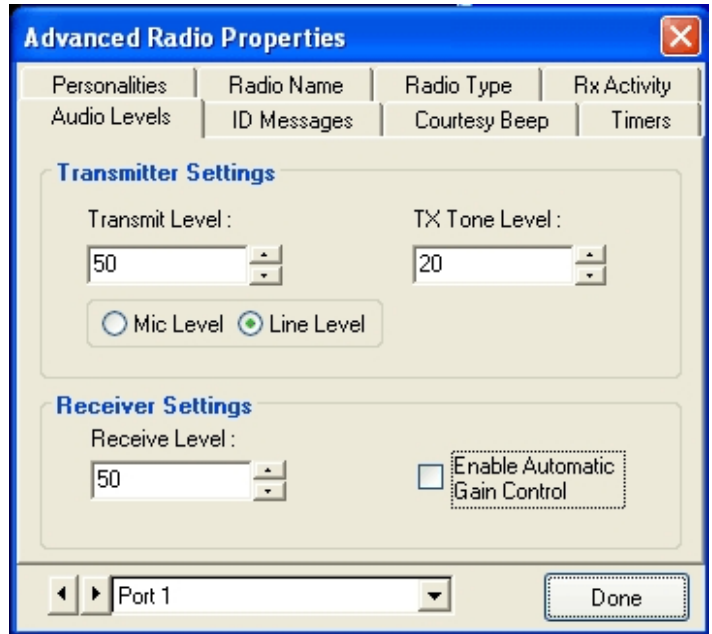 Advanced Radio Properties
Personalities Radio Name Radio Type Rx Activity
Audio Levels ID Messages Courtesy Beep Timers
Transmitter Settings
Transmit Level : TX Tone Level :
50 20
Mic Level Line Level
Receiver Settings
Receive Level :
50
Enable Automatic
Gain Control
Port 1 Done